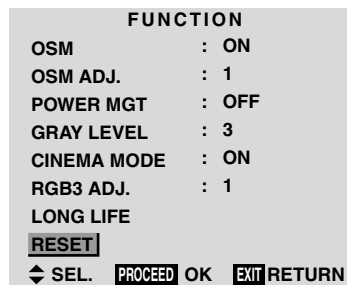 FUNCTION
OSM : ON
OSM ADJ. : 1
POWER MGT : OFF
GRAY LEVEL : 3
CINEMA MODE : ON
RGB3 ADJ. : 1
LONG LIFE
RESET
SEL. PROCEED OK EXIT RETURN